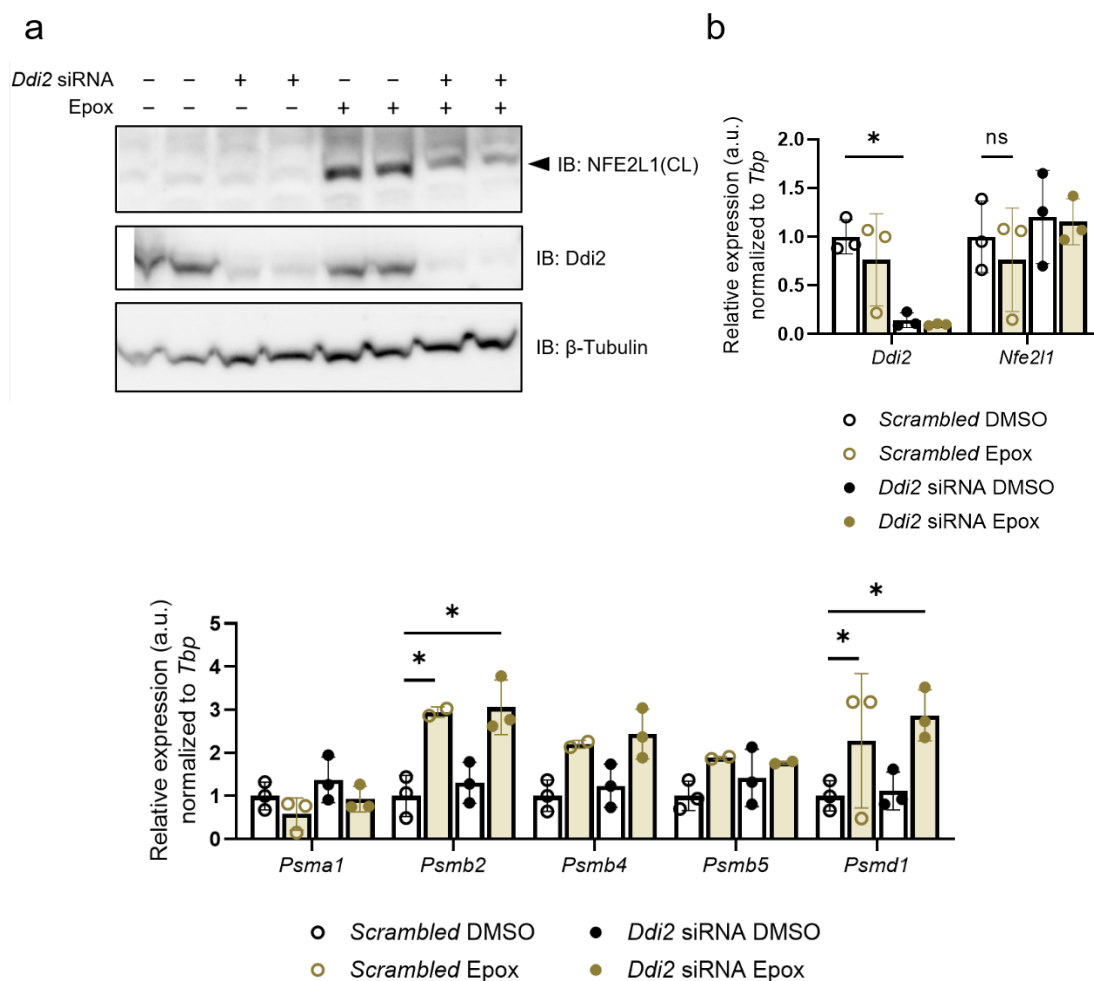 a
b
Ddi2 siRNA – – + + – – + +
Epox – – – – + + + +
IB: NFE2L1(CL)
IB: Ddi2
IB: β-Tubulin
Relative expression (a.u.)
normalized to Tbp
2.0
1.5
1.0
0.5
0.0
*
ns
Ddi2
Nfe2l1
Scrambled DMSO
Scrambled Epox
Ddi2 siRNA DMSO
Ddi2 siRNA Epox
Relative expression (a.u.)
normalized to Tbp
5
4
3
2
1
0
*
*
*
*
Psma1
Psmb2
Psmb4
Psmb5
Psmd1
Scrambled DMSO
Ddi2 siRNA DMSO
Scrambled Epox
Ddi2 siRNA Epox